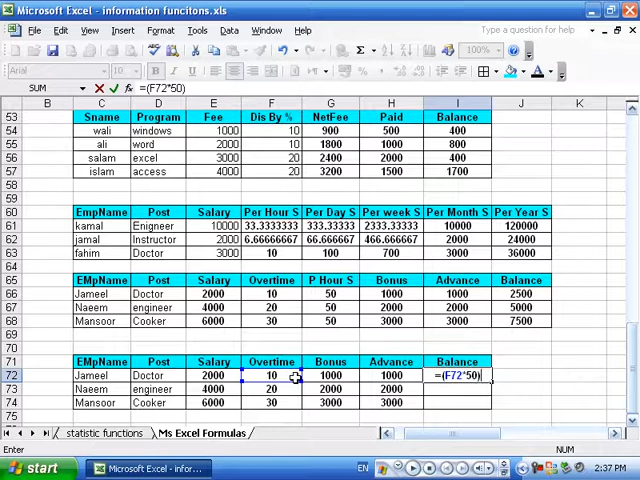 Microsoft Excel - information funcitons.xls
File Edit View Insert Format Tools Data Window Help
Type a question for help
100%
Arial 10 B
SUM =(F72*50)
B C D E F G H I J K
53 Sname Program Fee Dis By % NetFee Paid Balance
54 wali windows 1000 10 900 500 400
55 ali word 2000 10 1800 1000 800
56 salam excel 3000 20 2400 2000 400
57 islam access 4000 20 3200 1500 1700
58
59
60 EmpName Post Salary Per Hour S Per Day S Per week S Per Month S Per Year S
61 kamal Enigneer 10000 33.3333333 333.33333 2333.33333 10000 120000
62 jamal Instructor 2000 6.66666667 66.666667 466.666667 2000 24000
63 fahim Doctor 3000 10 100 700 3000 36000
64
65 EMpName Post Salary Overtime P Hour S Bonus Advance Balance
66 Jameel Doctor 2000 10 50 1000 1000 2500
67 Naeem engineer 4000 20 50 2000 2000 5000
68 Mansoor Cooker 6000 30 50 3000 3000 7500
69
70
71 EMpName Post Salary Overtime Bonus Advance Balance
72 Jameel Doctor 2000 10 1000 1000 =(F72*50)
73 Naeem engineer 4000 20 2000 2000
74 Mansoor Cooker 6000 30 3000 3000
75
statistic functions Ms Excel Formulas
Enter NUM
start Microsoft Excel - infor... EN 2:37 PM